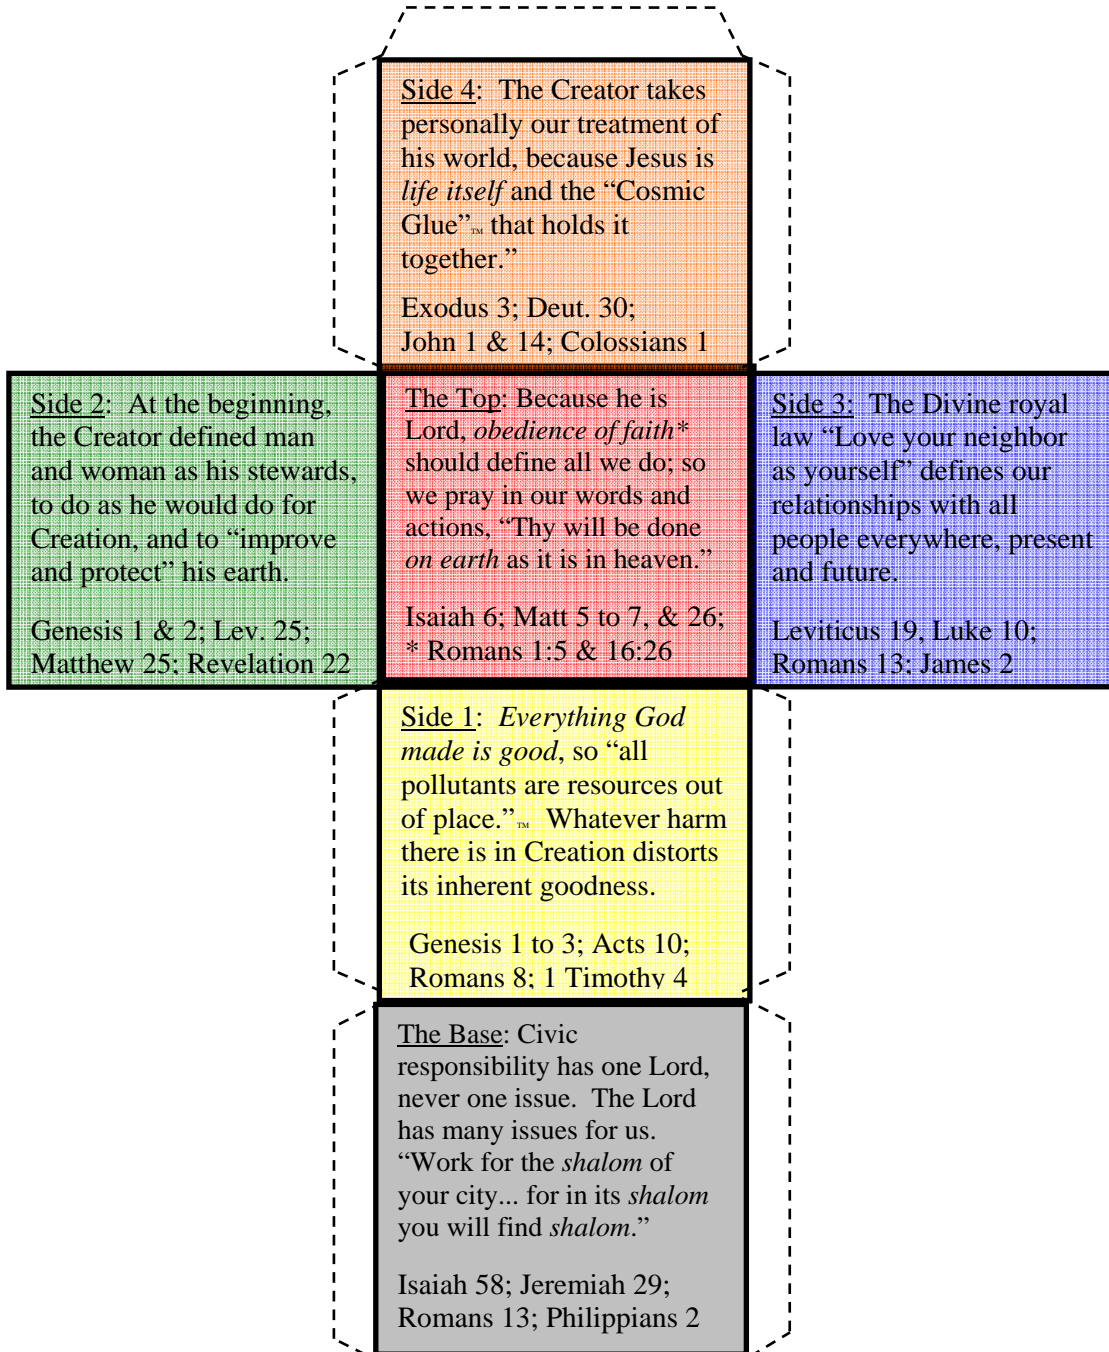 Side 4:  The Creator takes
personally our treatment of
his world, because Jesus is
life itself and the “Cosmic
Glue”™ that holds it
together.”
Exodus 3; Deut. 30;
John 1 & 14; Colossians 1
Side 2:  At the beginning,
the Creator defined man
and woman as his stewards,
to do as he would do for
Creation, and to “improve
and protect” his earth.
Genesis 1 & 2; Lev. 25;
Matthew 25; Revelation 22
The Top: Because he is
Lord, obedience of faith*
should define all we do; so
we pray in our words and
actions, “Thy will be done
on earth as it is in heaven.”
Isaiah 6; Matt 5 to 7, & 26;
* Romans 1:5 & 16:26
Side 3:  The Divine royal
law “Love your neighbor
as yourself” defines our
relationships with all
people everywhere, present
and future.
Leviticus 19, Luke 10;
Romans 13; James 2
Side 1:  Everything God
made is good, so “all
pollutants are resources out
of place.”™  Whatever harm
there is in Creation distorts
its inherent goodness.
Genesis 1 to 3; Acts 10;
Romans 8; 1 Timothy 4
The Base: Civic
responsibility has one Lord,
never one issue.  The Lord
has many issues for us.
“Work for the shalom of
your city... for in its shalom
you will find shalom.”
Isaiah 58; Jeremiah 29;
Romans 13; Philippians 2